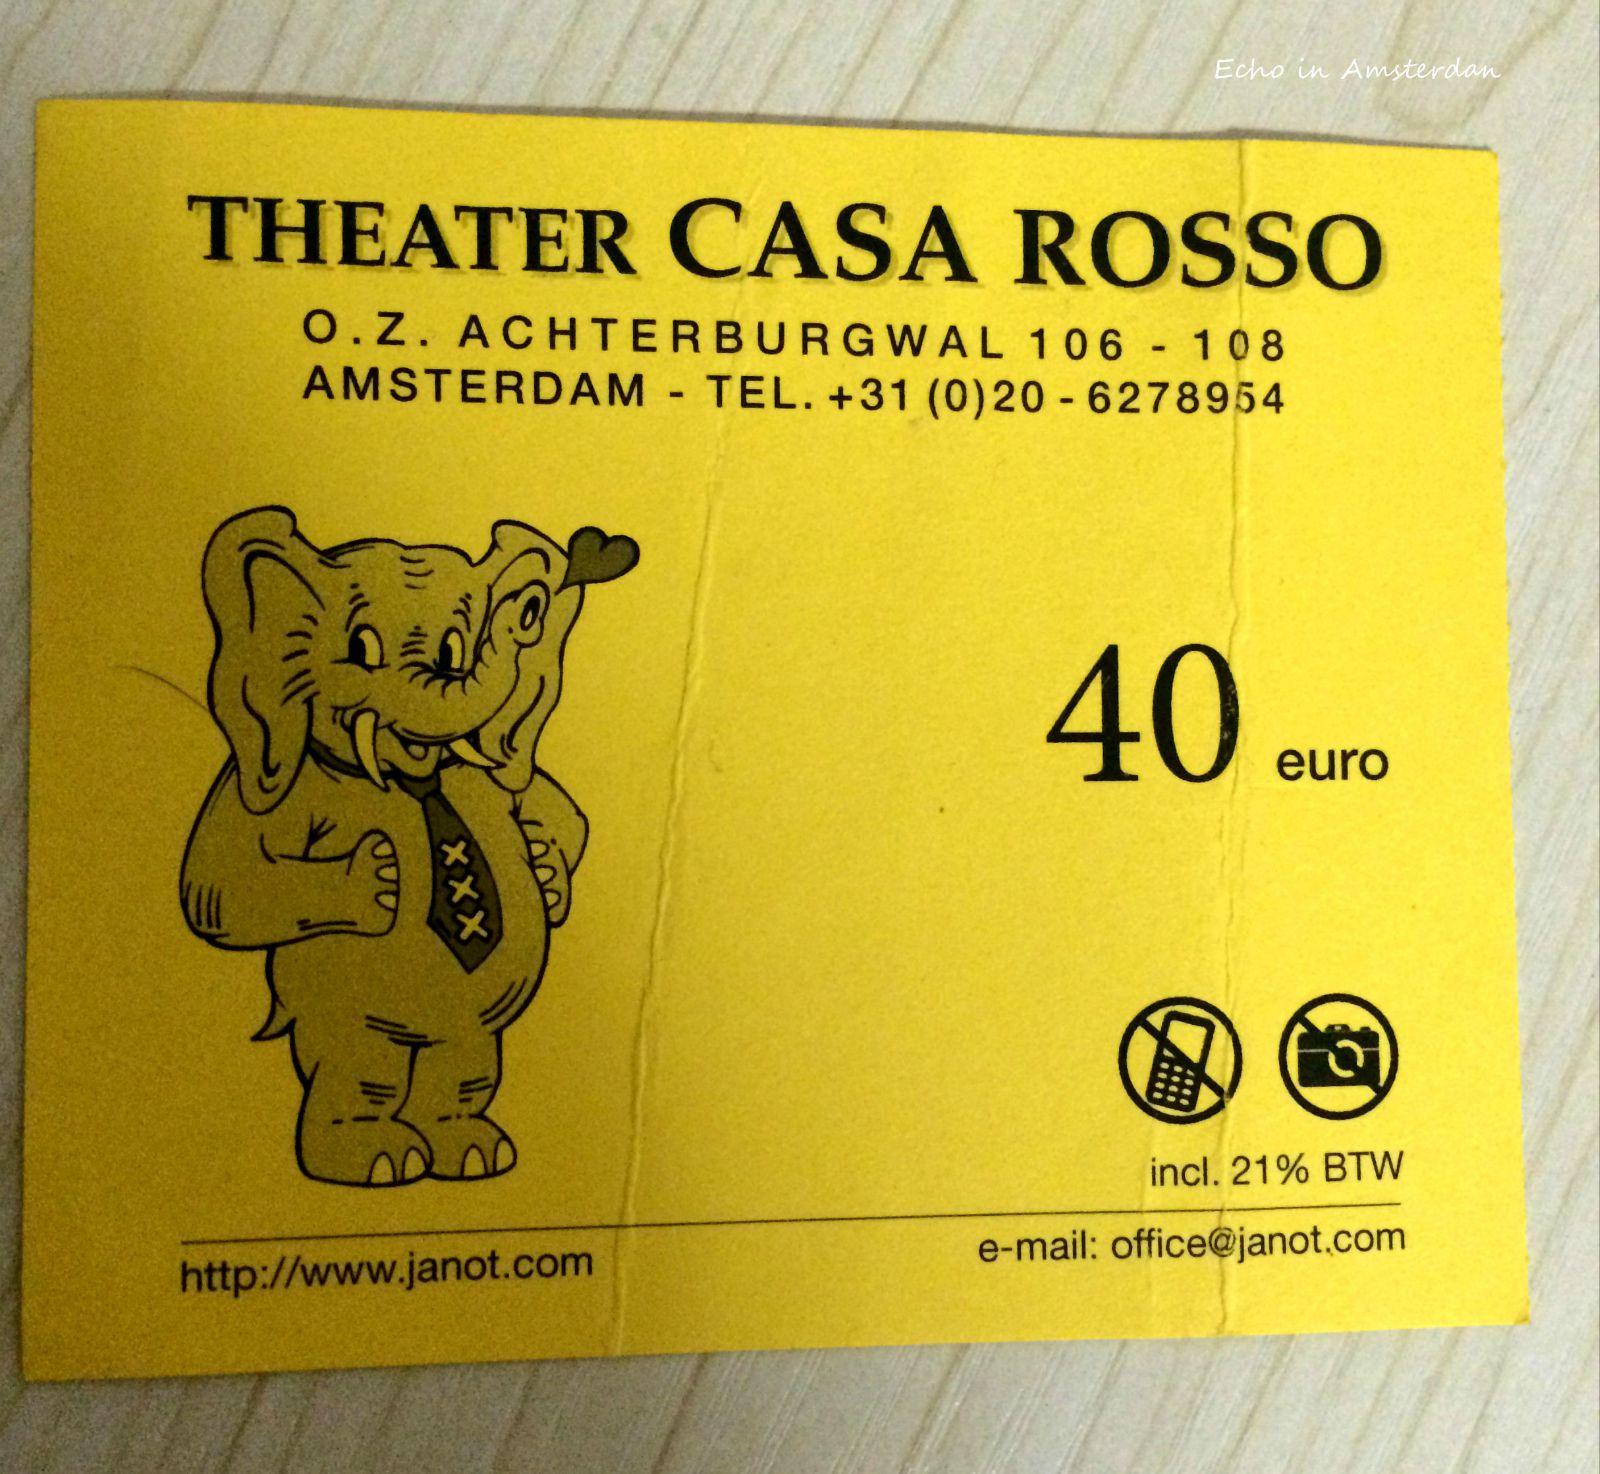 Echo in Amsterdan
THEATER CASA ROSSO
O.Z. ACHTERBURGWAL 106 - 108
AMSTERDAM - TEL. +31 (0)20 - 6278954
XXX
40 euro
incl. 21% BTW
http://www.janot.com
e-mail: office@janot.com